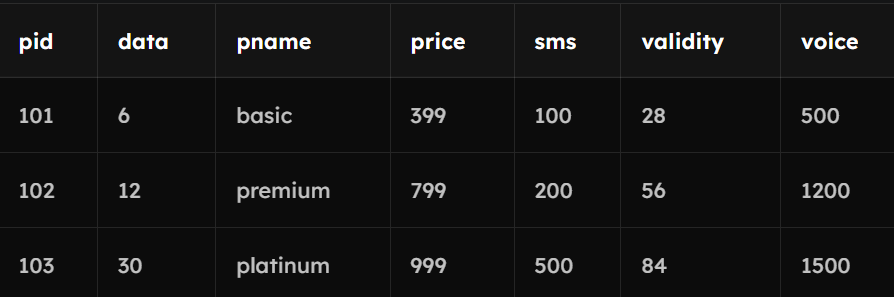 pid data pname price sms validity voice
101 6 basic 399 100 28 500
102 12 premium 799 200 56 1200
103 30 platinum 999 500 84 1500